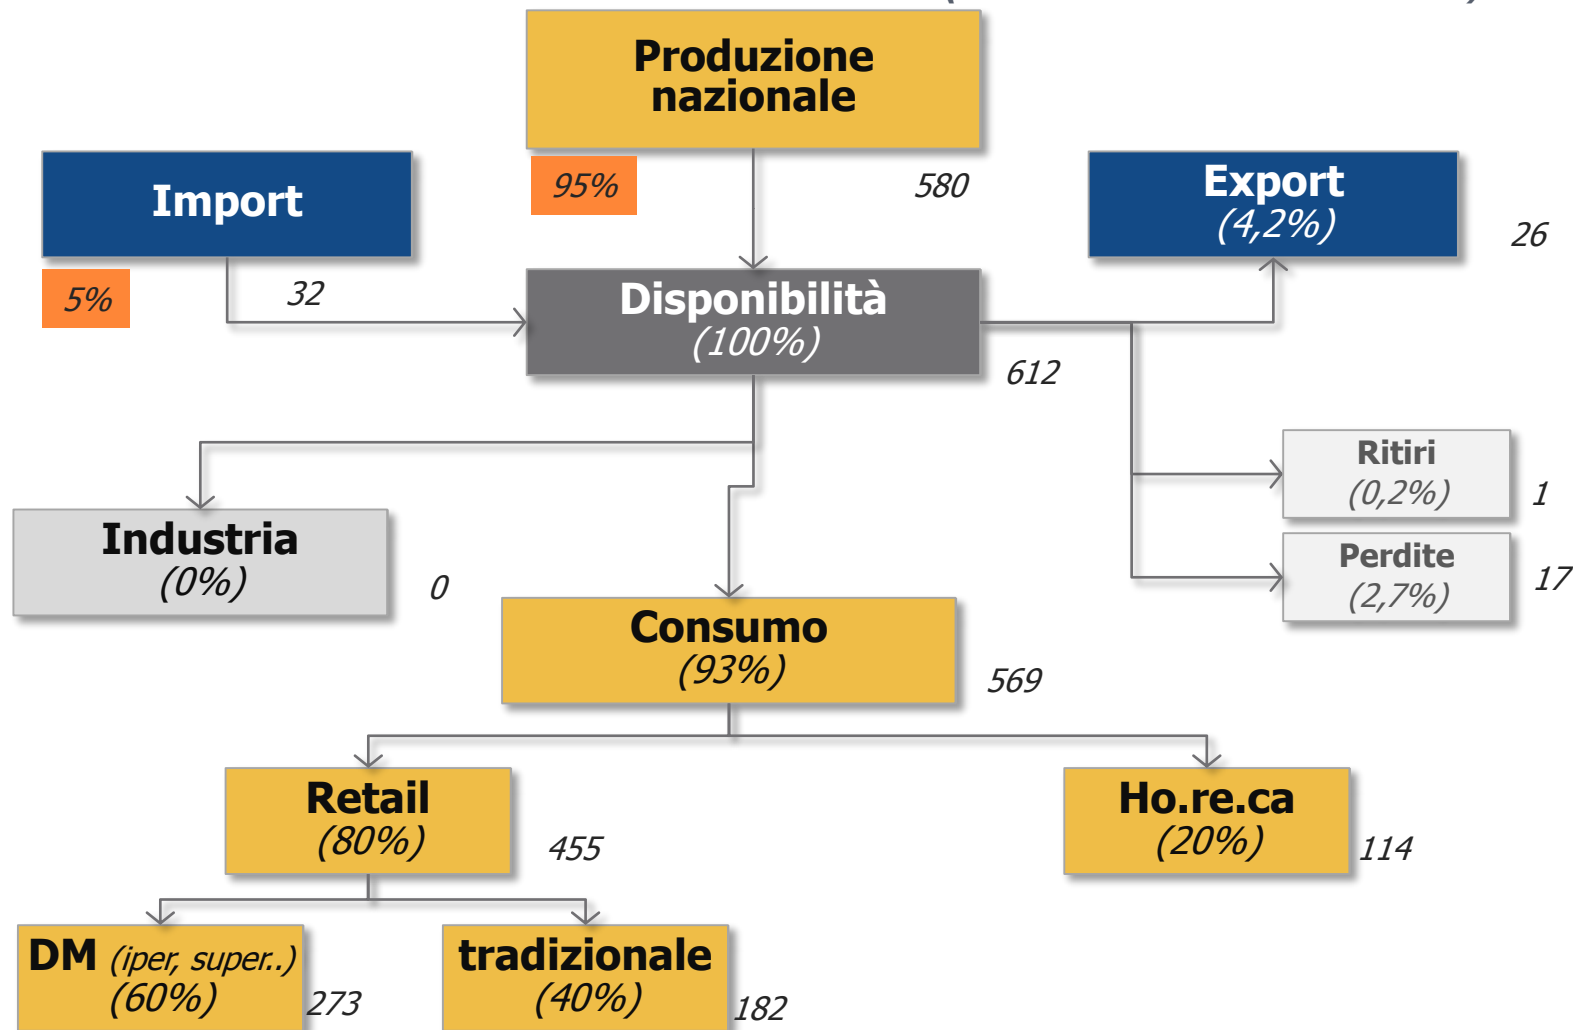 Produzione
nazionale
Import
95%
580
Export
(4,2%)
26
5%
32
Disponibilità
(100%)
612
Ritiri
(0,2%)
1
Industria
(0%)
0
Perdite
(2,7%)
17
Consumo
(93%)
569
Retail
(80%)
455
Ho.re.ca
(20%)
114
DM (iper, super..)
(60%)
273
tradizionale
(40%)
182